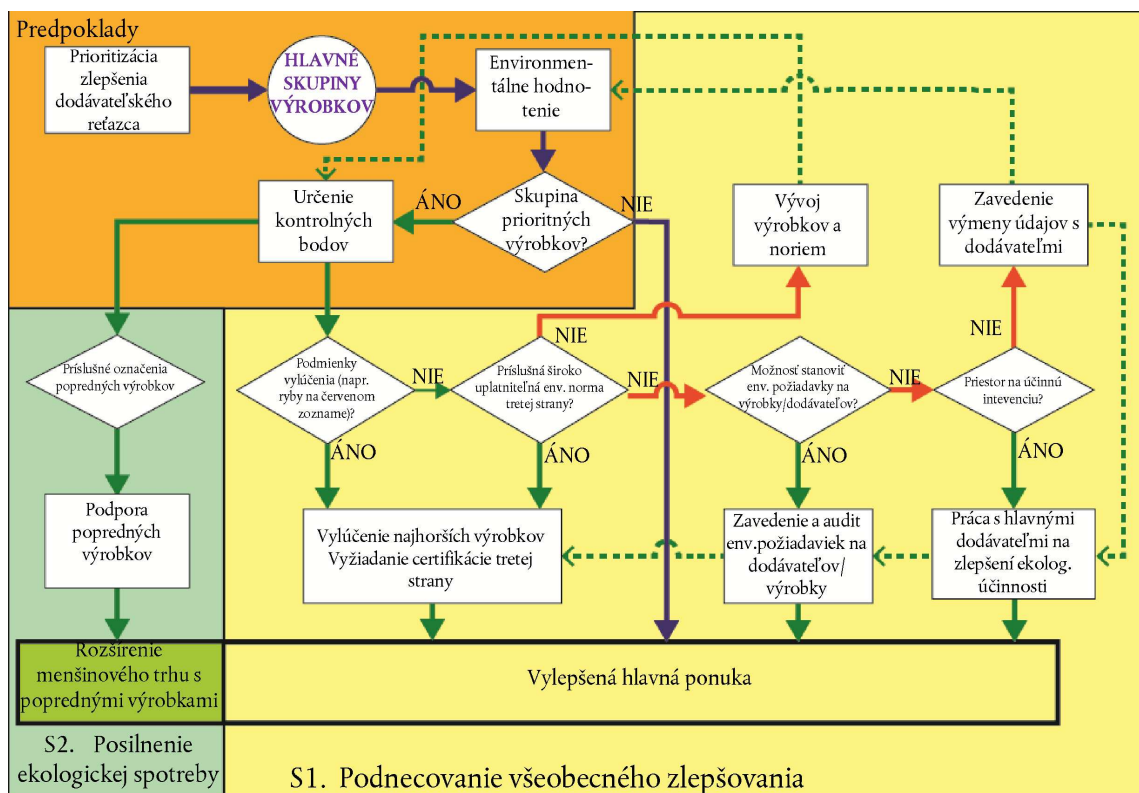 Predpoklady
Prioritizácia
zlepšenia
dodávateľského
reťazca
HLAVNÉ
SKUPINY
VÝROBKOV
Environmen-
tálne hodno-
tenie
Určenie
kontrolných
bodov
ÁNO
Skupina
prioritných
výrobkov?
NIE
Vývoj
výrobkov a
noriem
Zavedenie
výmeny údajov s
dodávateľmi
NIE
NIE
Príslušné označenia
popredných výrobkov
Podmienky
vylúčenia (napr.
ryby na červenom
zozname)?
NIE
Príslušná široko
uplatniteľná env. norma
tretej strany?
NIE
Možnosť stanoviť
env. požiadavky na
výrobky/dodávateľov?
NIE
Priestor na účinnú
intevenciu?
ÁNO
ÁNO
ÁNO
ÁNO
Podpora
popredných
výrobkov
Vylúčenie najhorších výrobkov
Vyžiadanie certifikácie tretej
strany
Zavedenie a audit
env.požiadaviek na
dodávateľov/
výrobky
Práca s hlavnými
dodávateľmi na
zlepšení ekolog.
účinnosti
Rozšírenie
menšinového trhu s
poprednými výrobkami
Vylepšená hlavná ponuka
S2. Posilnenie
ekologickej spotreby
S1. Podnecovanie všeobecného zlepšovania